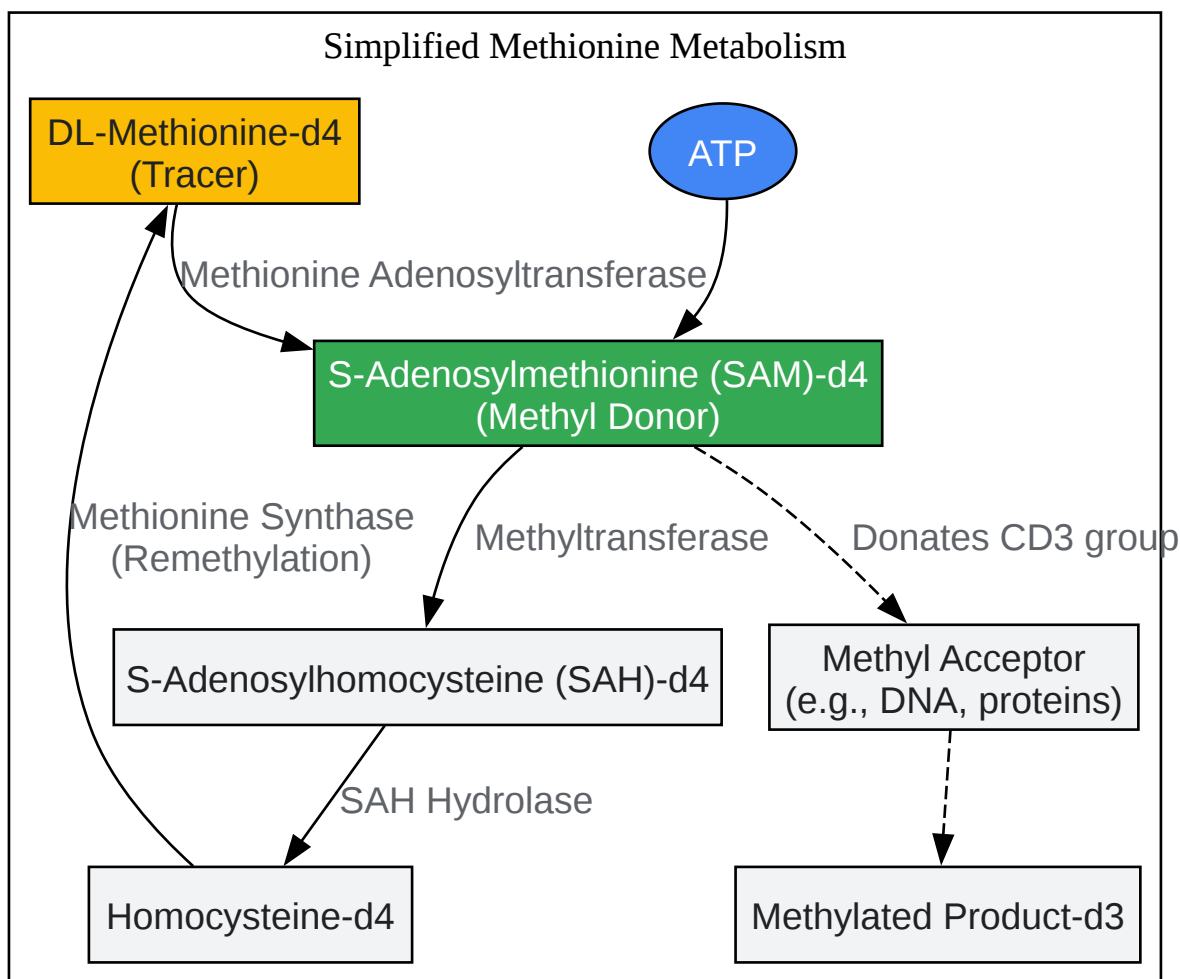 Simplified Methionine Metabolism
DL-Methionine-d4
(Tracer)
ATP
Methionine Adenosyltransferase
S-Adenosylmethionine (SAM)-d4
(Methyl Donor)
Methionine Synthase
(Remethylation)
Methyltransferase
Donates CD3 group
S-Adenosylhomocysteine (SAH)-d4
Methyl Acceptor
(e.g., DNA, proteins)
SAH Hydrolase
Homocysteine-d4
Methylated Product-d3